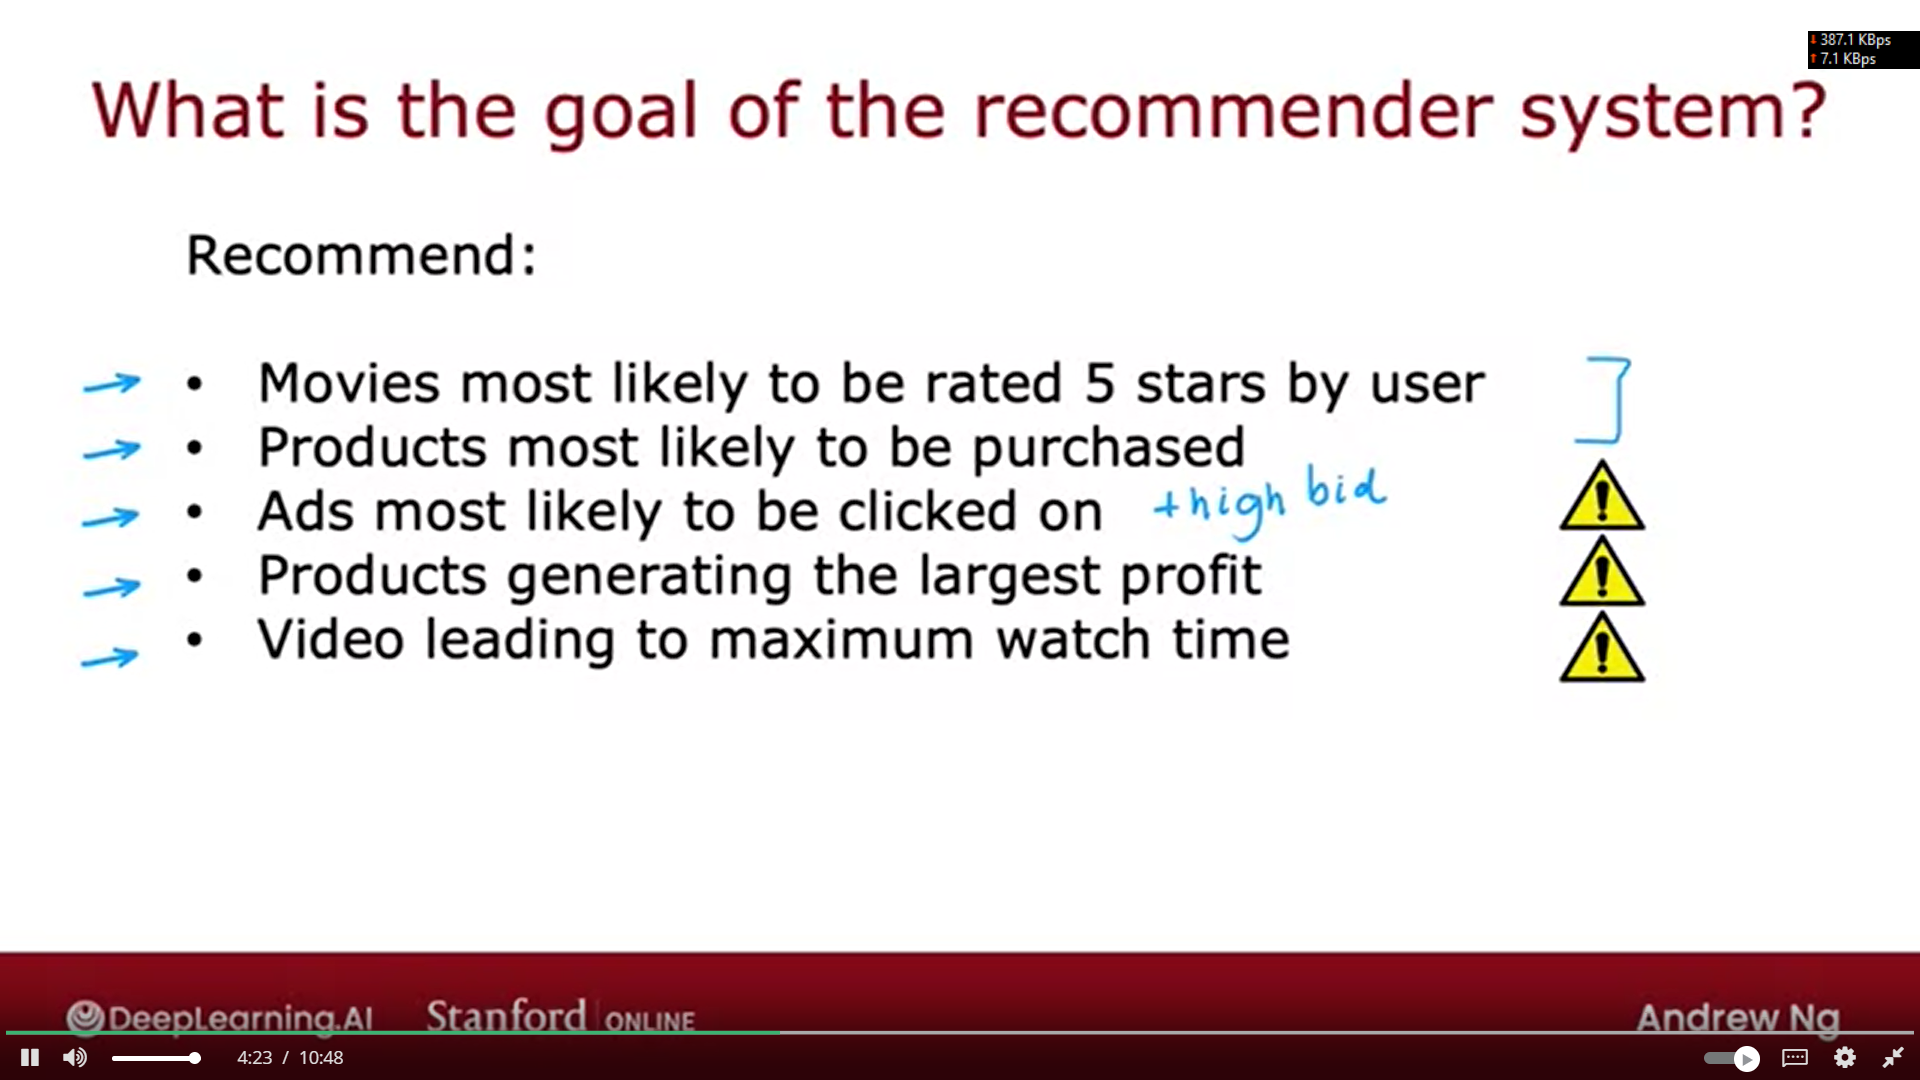 387.1 KBps
7.1 KBps
What is the goal of the recommender system?
Recommend:
• Movies most likely to be rated 5 stars by user
• Products most likely to be purchased
• Ads most likely to be clicked on +high bid
• Products generating the largest profit
• Video leading to maximum watch time
DeepLearning.AI Stanford ONLINE Andrew Ng
4:23 / 10:48